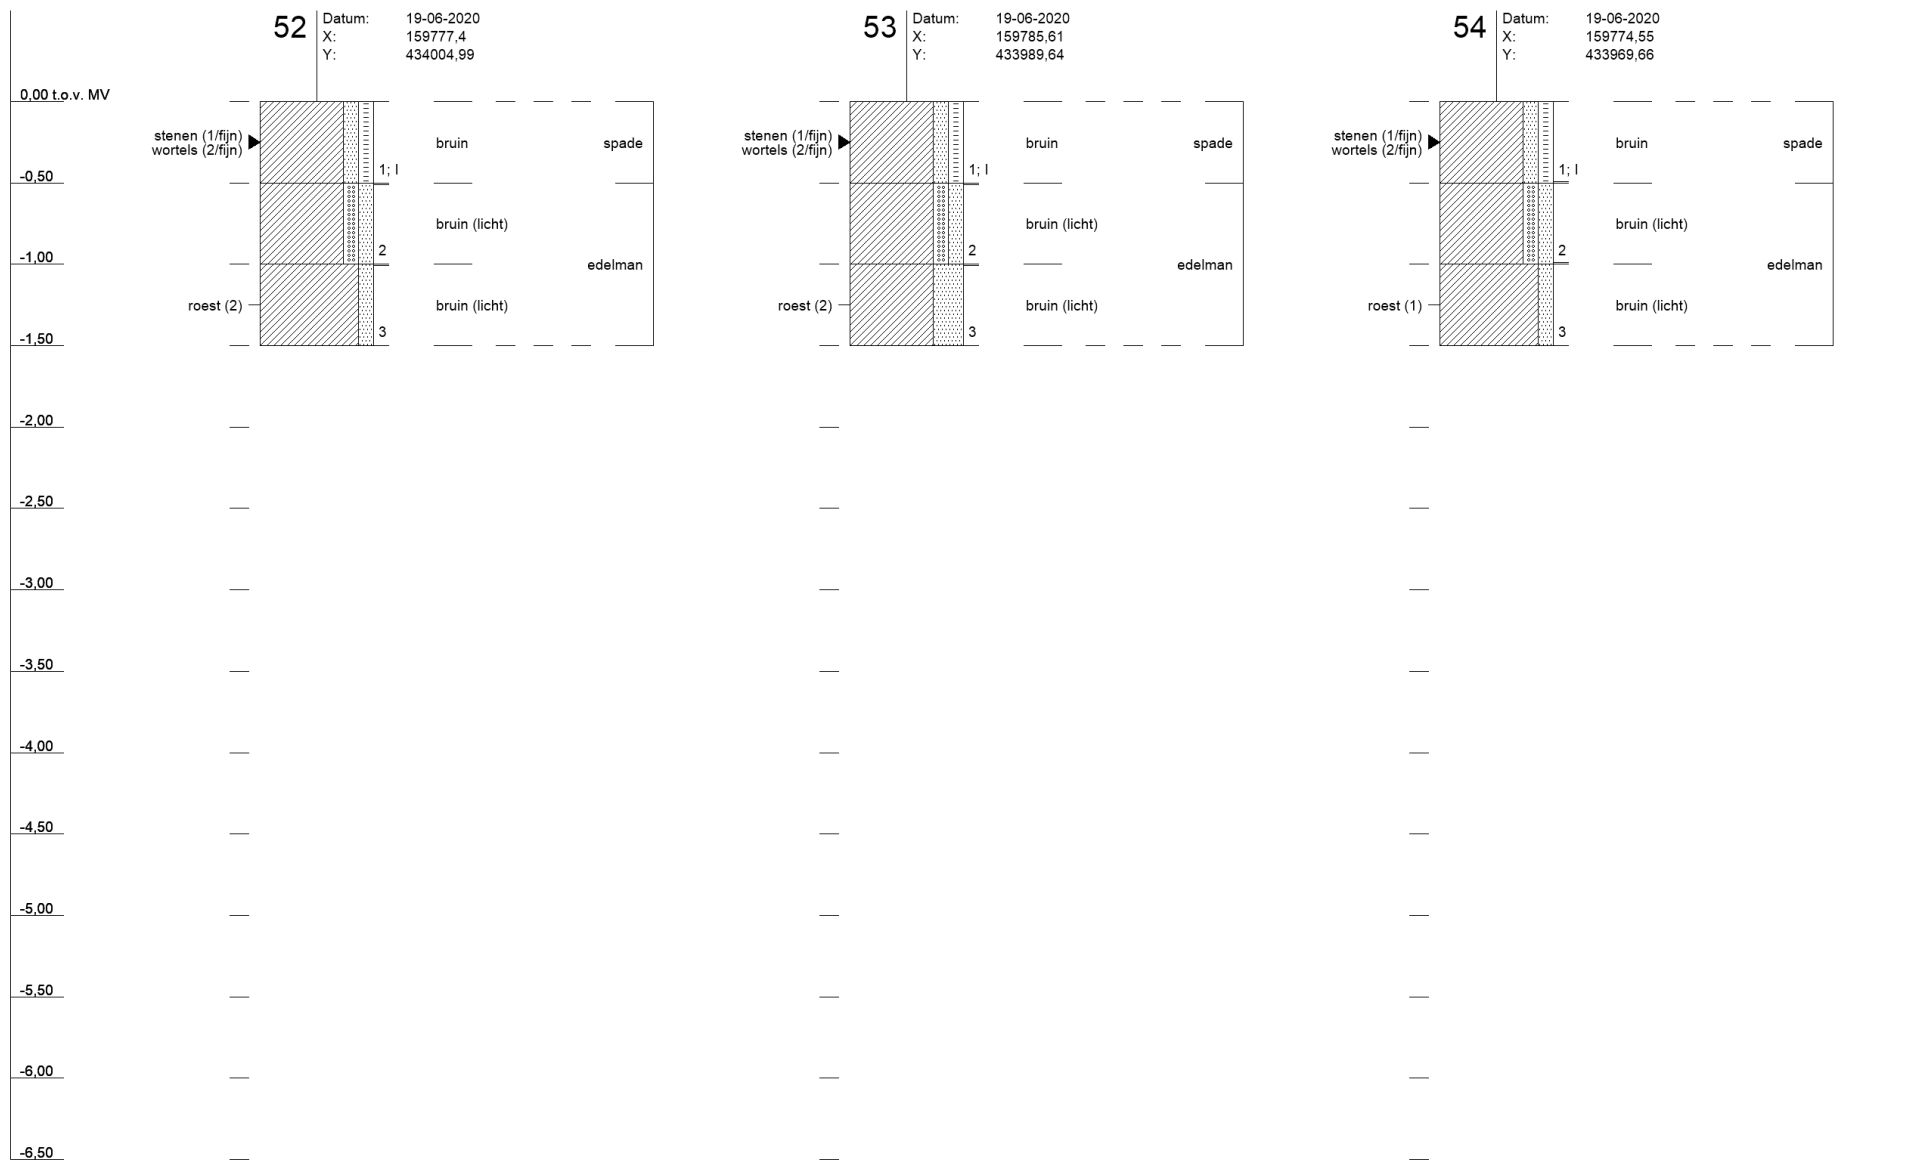 52
Datum: 19-06-2020
X: 159777,4
Y: 434004,99
53
Datum: 19-06-2020
X: 159785,61
Y: 433989,64
54
Datum: 19-06-2020
X: 159774,55
Y: 433969,66
0,00 t.o.v. MV
-0,50
-1,00
-1,50
-2,00
-2,50
-3,00
-3,50
-4,00
-4,50
-5,00
-5,50
-6,00
-6,50
stenen (1/fijn)
wortels (2/fijn)
1; I
bruin
spade
2
bruin (licht)
edelman
roest (2)
3
bruin (licht)
stenen (1/fijn)
wortels (2/fijn)
1; I
bruin
spade
2
bruin (licht)
edelman
roest (2)
3
bruin (licht)
stenen (1/fijn)
wortels (2/fijn)
1; I
bruin
spade
2
bruin (licht)
edelman
roest (1)
3
bruin (licht)